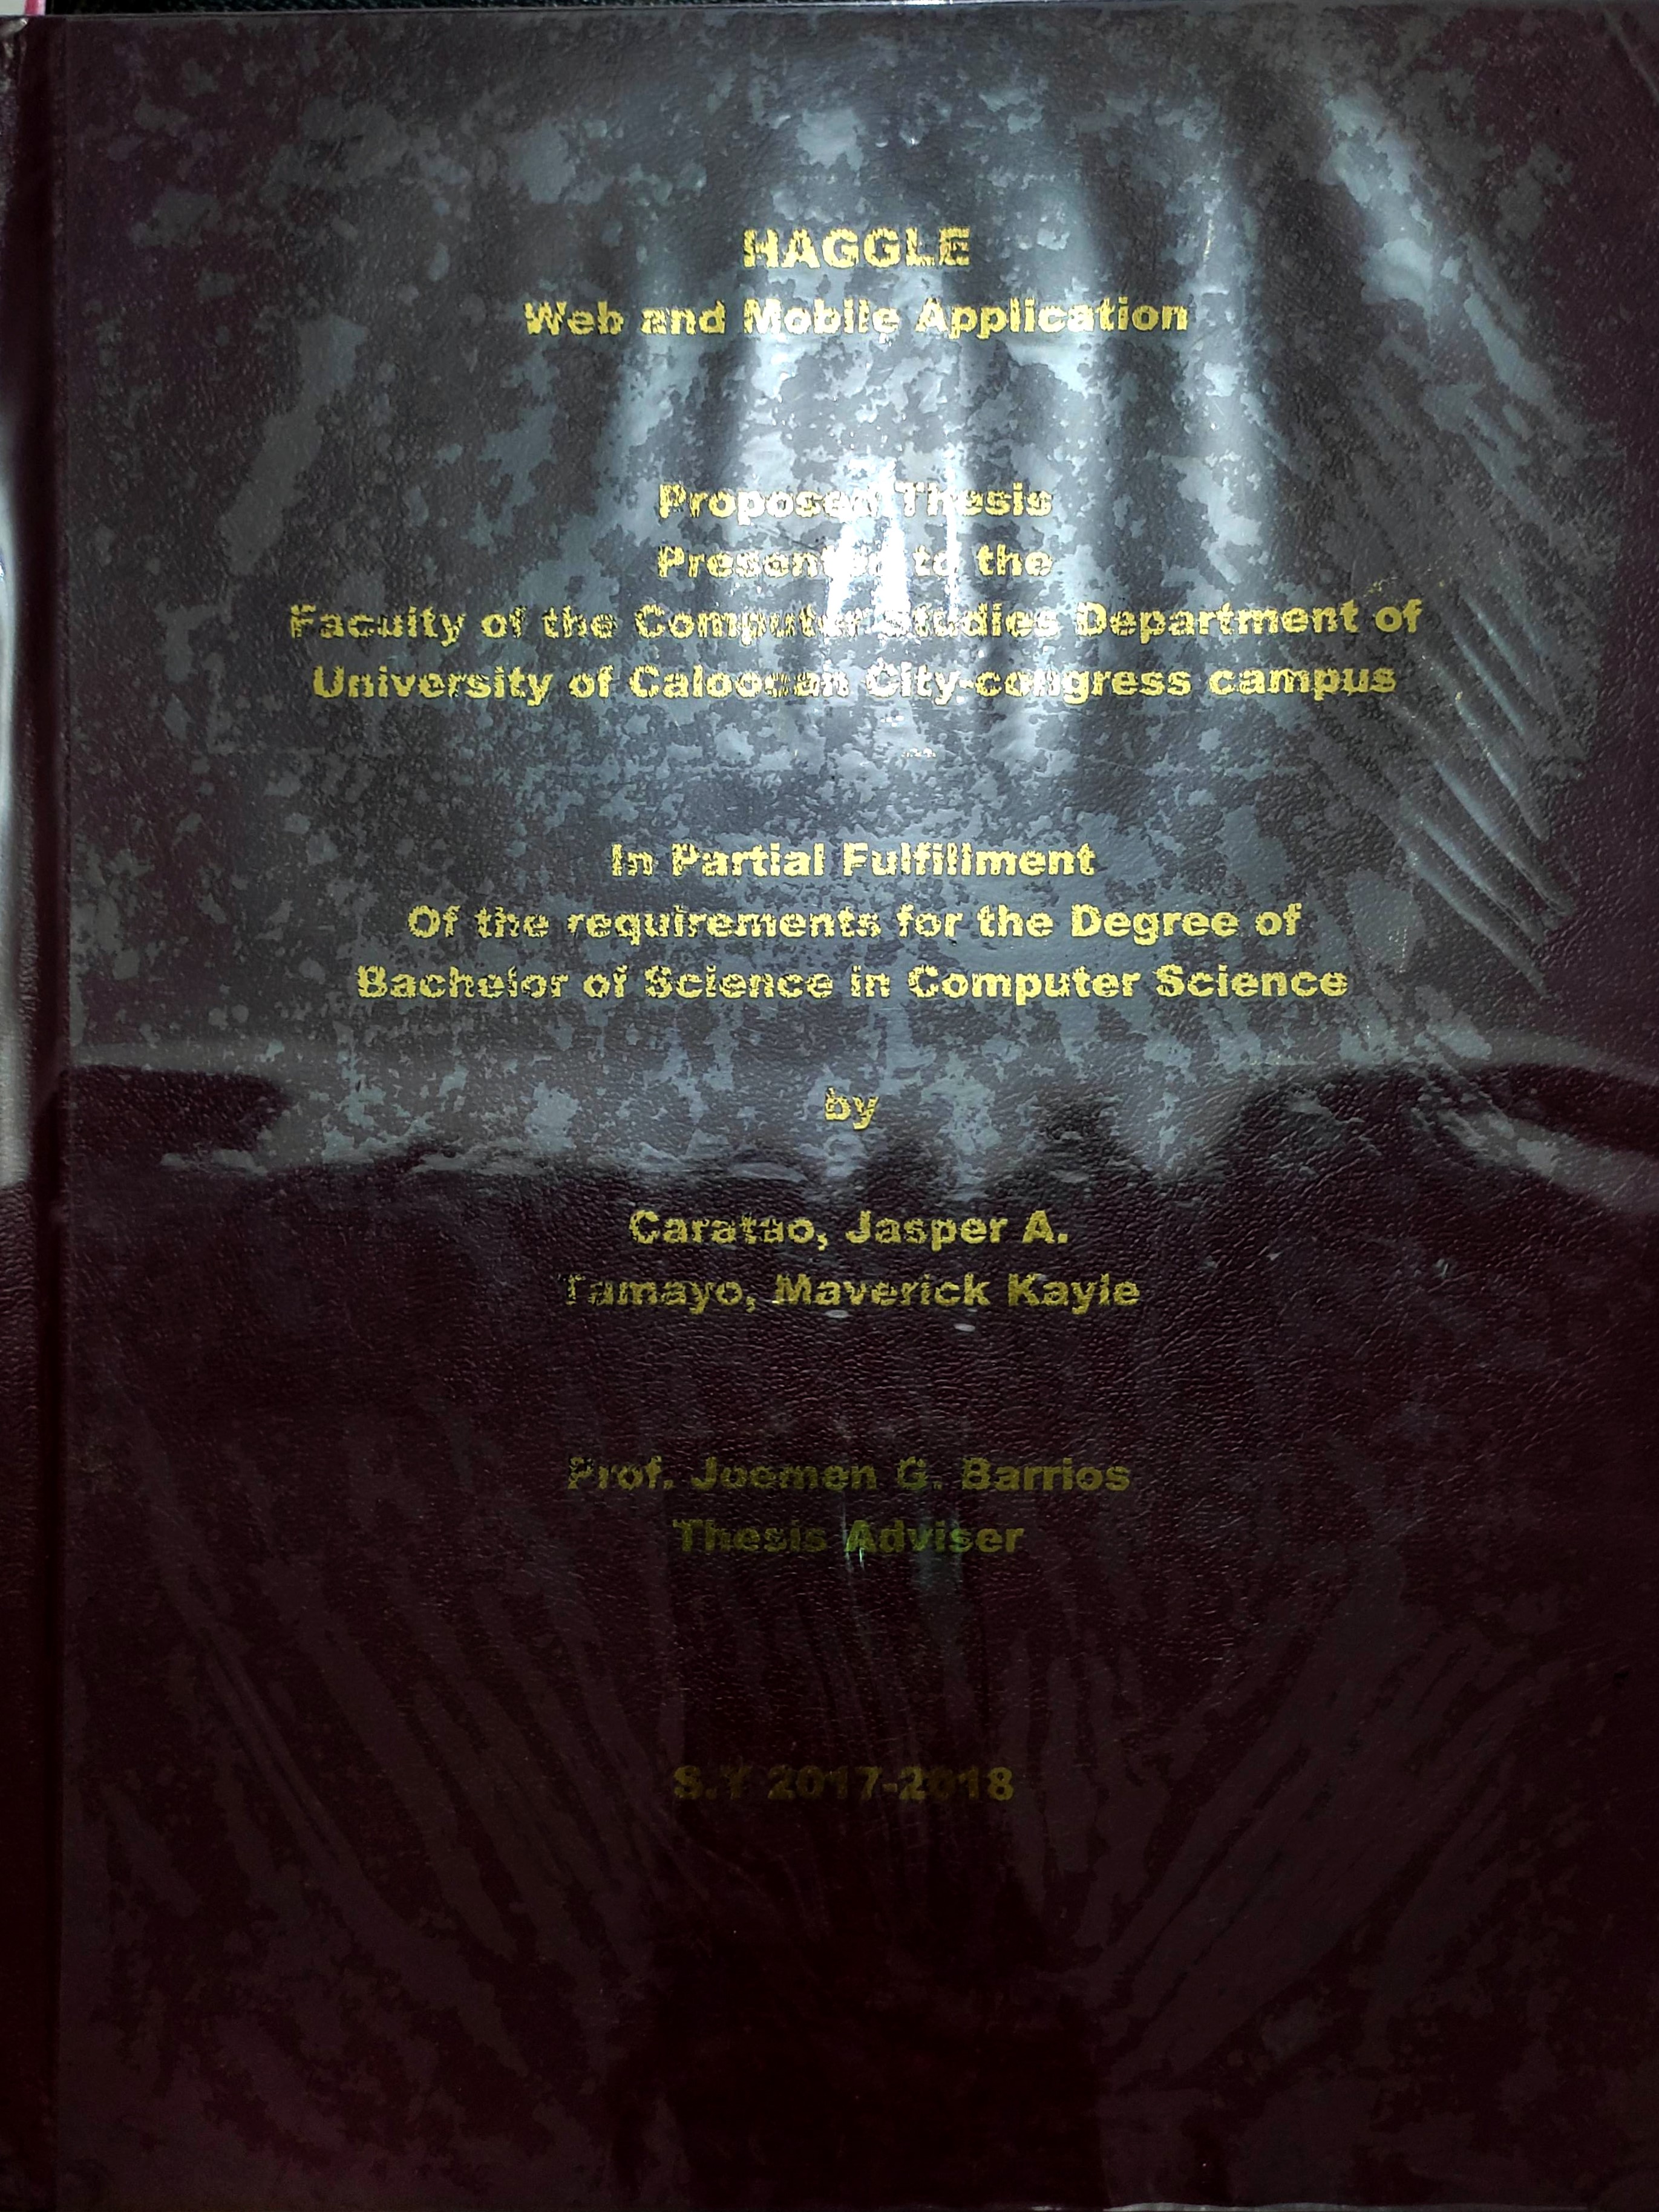 HAGGLE
Web and Mobile Application
Proposed Thesis
Presented to the
Faculty of the Computer Studies Department of
University of Caloocan City-congress campus
In Partial Fulfillment
Of the requirements for the Degree of
Bachelor of Science in Computer Science
by
Caratao, Jasper A.
Tamayo, Maverick Kayle
Prof. Joemen G. Barrios
Thesis Adviser
S.Y 2017-2018